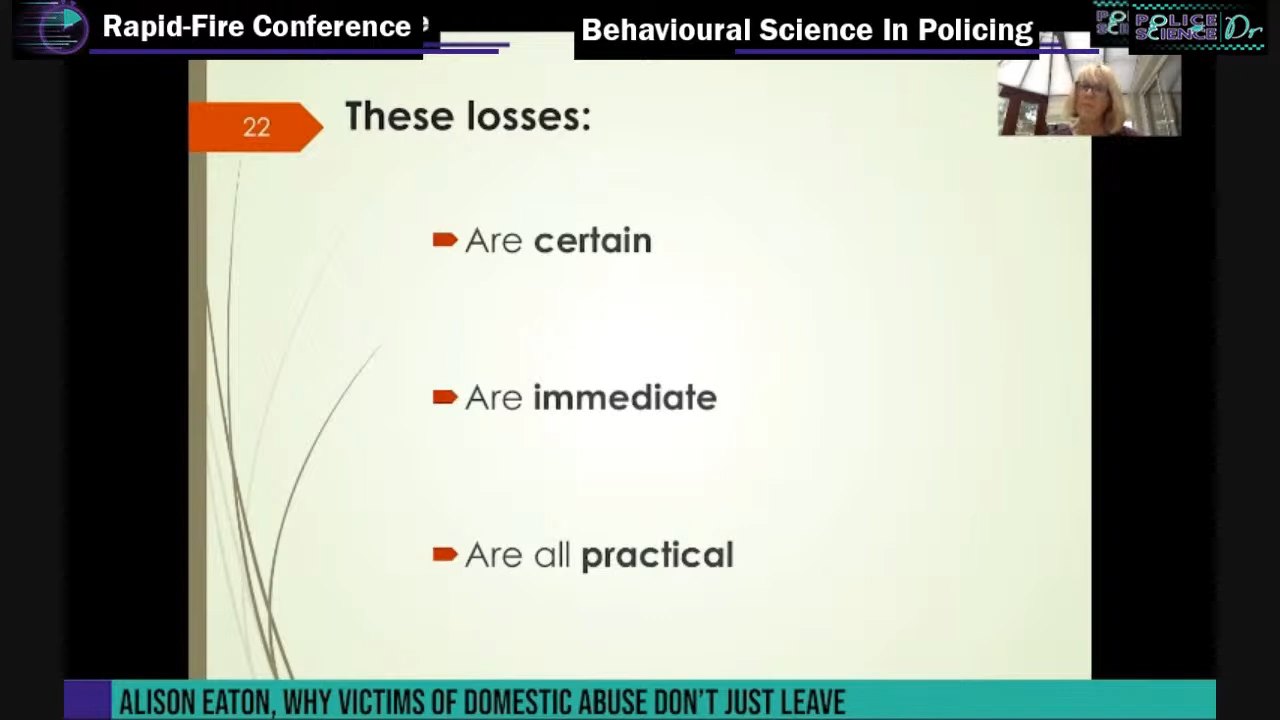 Rapid-Fire Conference
Behavioural Science In Policing
POLICE
SCIENCE Dr
22
These losses:
Are certain
Are immediate
Are all practical
ALISON EATON, WHY VICTIMS OF DOMESTIC ABUSE DON'T JUST LEAVE